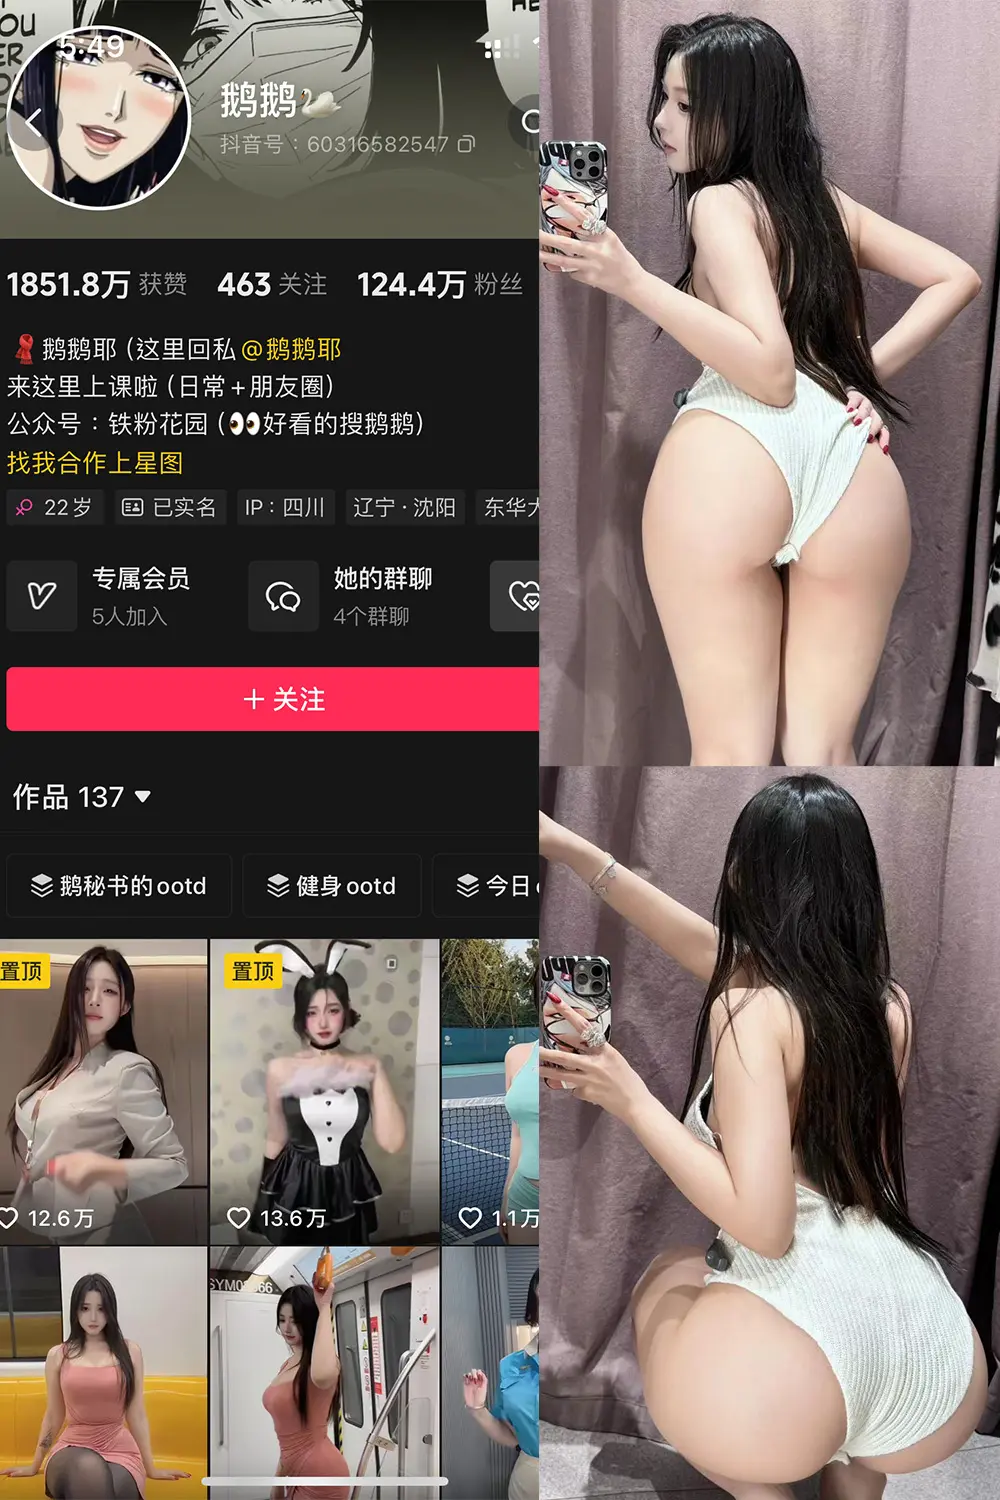 OU
ER
5:49
鹅鹅🦢
抖音号：60316582547
1851.8万 获赞 463 关注 124.4万 粉丝
鹅鹅耶（这里回私@鹅鹅耶
来这里上课啦（日常+朋友圈）
公众号：铁粉花园（👀好看的搜鹅鹅）
找我合作上星图
22岁 已实名 IP：四川 辽宁·沈阳 东华大
专属会员 她的群聊
5人加入 4个群聊
+ 关注
作品 137
鹅秘书的ootd 健身ootd 今日
置顶 置顶
12.6万 13.6万 1.1万